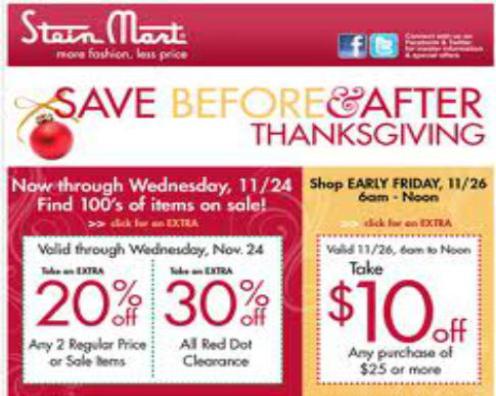 Stein Mart
more fashion, less price
Connect with us on
Facebook & Twitter
for insider information
& special offers
SAVE BEFORE & AFTER
THANKSGIVING
Now through Wednesday, 11/24
Find 100's of items on sale!
>> click for an EXTRA
Valid through Wednesday, Nov. 24
Take an EXTRA
20% off
Any 2 Regular Price
or Sale Items
Take an EXTRA
30% off
All Red Dot
Clearance
Shop EARLY FRIDAY, 11/26
6am - Noon
>> click for an EXTRA
Valid 11/26, 6am to Noon
Take
$10 off
Any purchase of
$25 or more